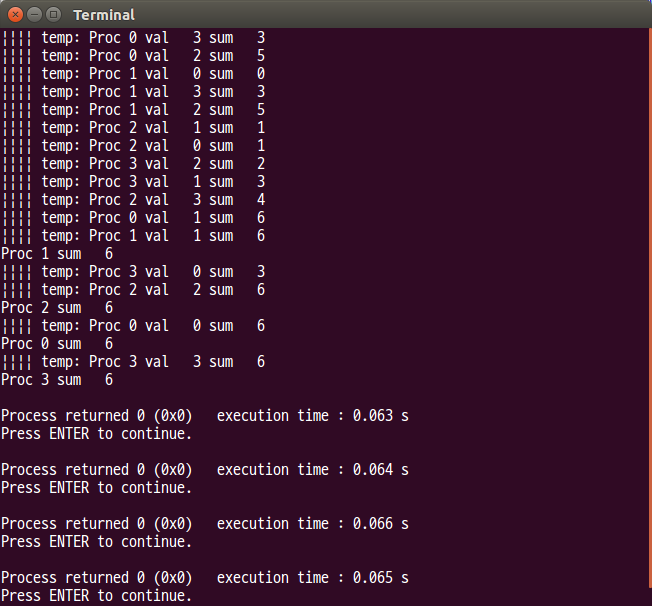 Terminal
¦¦¦¦ temp: Proc 0 val   3 sum   3
¦¦¦¦ temp: Proc 0 val   2 sum   5
¦¦¦¦ temp: Proc 1 val   0 sum   0
¦¦¦¦ temp: Proc 1 val   3 sum   3
¦¦¦¦ temp: Proc 1 val   2 sum   5
¦¦¦¦ temp: Proc 2 val   1 sum   1
¦¦¦¦ temp: Proc 2 val   0 sum   1
¦¦¦¦ temp: Proc 3 val   2 sum   2
¦¦¦¦ temp: Proc 3 val   1 sum   3
¦¦¦¦ temp: Proc 2 val   3 sum   4
¦¦¦¦ temp: Proc 0 val   1 sum   6
¦¦¦¦ temp: Proc 1 val   1 sum   6
Proc 1 sum   6
¦¦¦¦ temp: Proc 3 val   0 sum   3
¦¦¦¦ temp: Proc 2 val   2 sum   6
Proc 2 sum   6
¦¦¦¦ temp: Proc 0 val   0 sum   6
Proc 0 sum   6
¦¦¦¦ temp: Proc 3 val   3 sum   6
Proc 3 sum   6
Process returned 0 (0x0)   execution time : 0.063 s
Press ENTER to continue.
Process returned 0 (0x0)   execution time : 0.064 s
Press ENTER to continue.
Process returned 0 (0x0)   execution time : 0.066 s
Press ENTER to continue.
Process returned 0 (0x0)   execution time : 0.065 s
Press ENTER to continue.